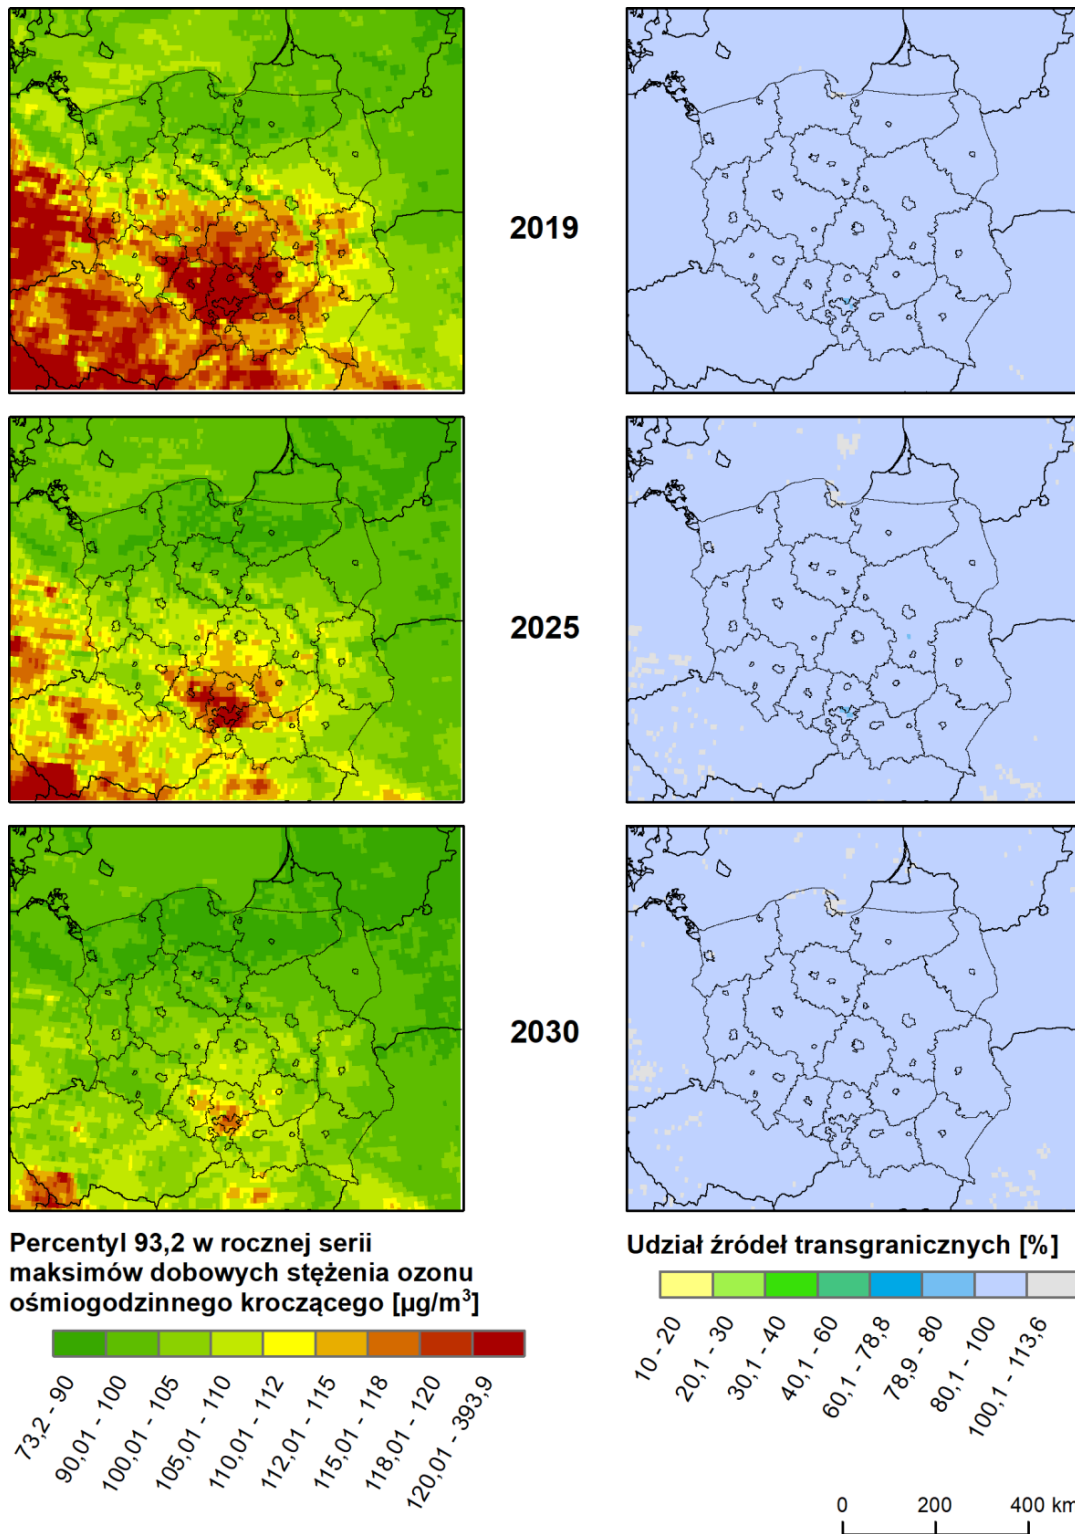 2019
2025
2030
Percentyl 93,2 w rocznej serii
maksimów dobowych stężenia ozonu
ośmiogodzinnego kroczącego [µg/m³]
73,2 - 90
90,01 - 100
100,01 - 105
105,01 - 110
110,01 - 112
112,01 - 115
115,01 - 118
118,01 - 120
120,01 - 393,9
Udział źródeł transgranicznych [%]
10 - 20
20,1 - 30
30,1 - 40
40,1 - 60
60,1 - 78,8
78,9 - 80
80,1 - 100
100,1 - 113,6
0 200 400 km